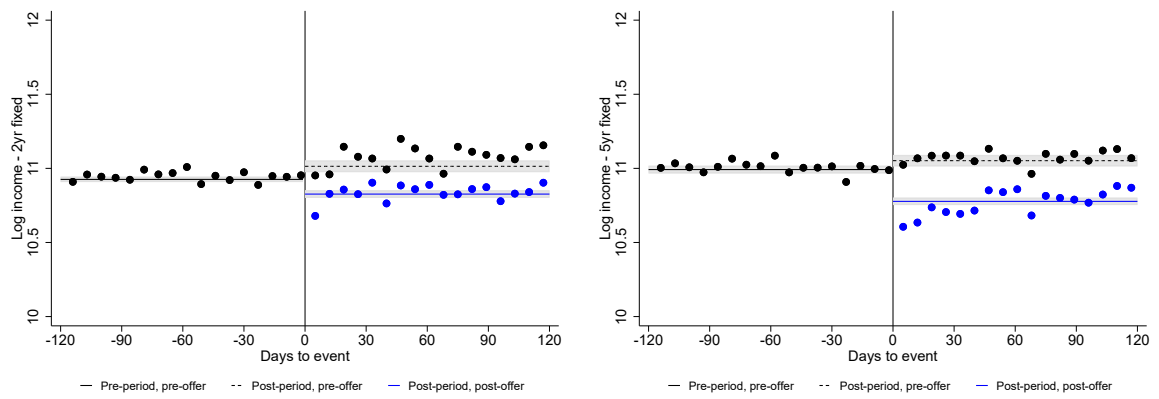 Log income - 2yr fixed
12
11.5
11
10.5
10
-120 -90 -60 -30 0 30 60 90 120
Days to event
Pre-period, pre-offer Post-period, pre-offer Post-period, post-offer
Log income - 5yr fixed
12
11.5
11
10.5
10
-120 -90 -60 -30 0 30 60 90 120
Days to event
Pre-period, pre-offer Post-period, pre-offer Post-period, post-offer